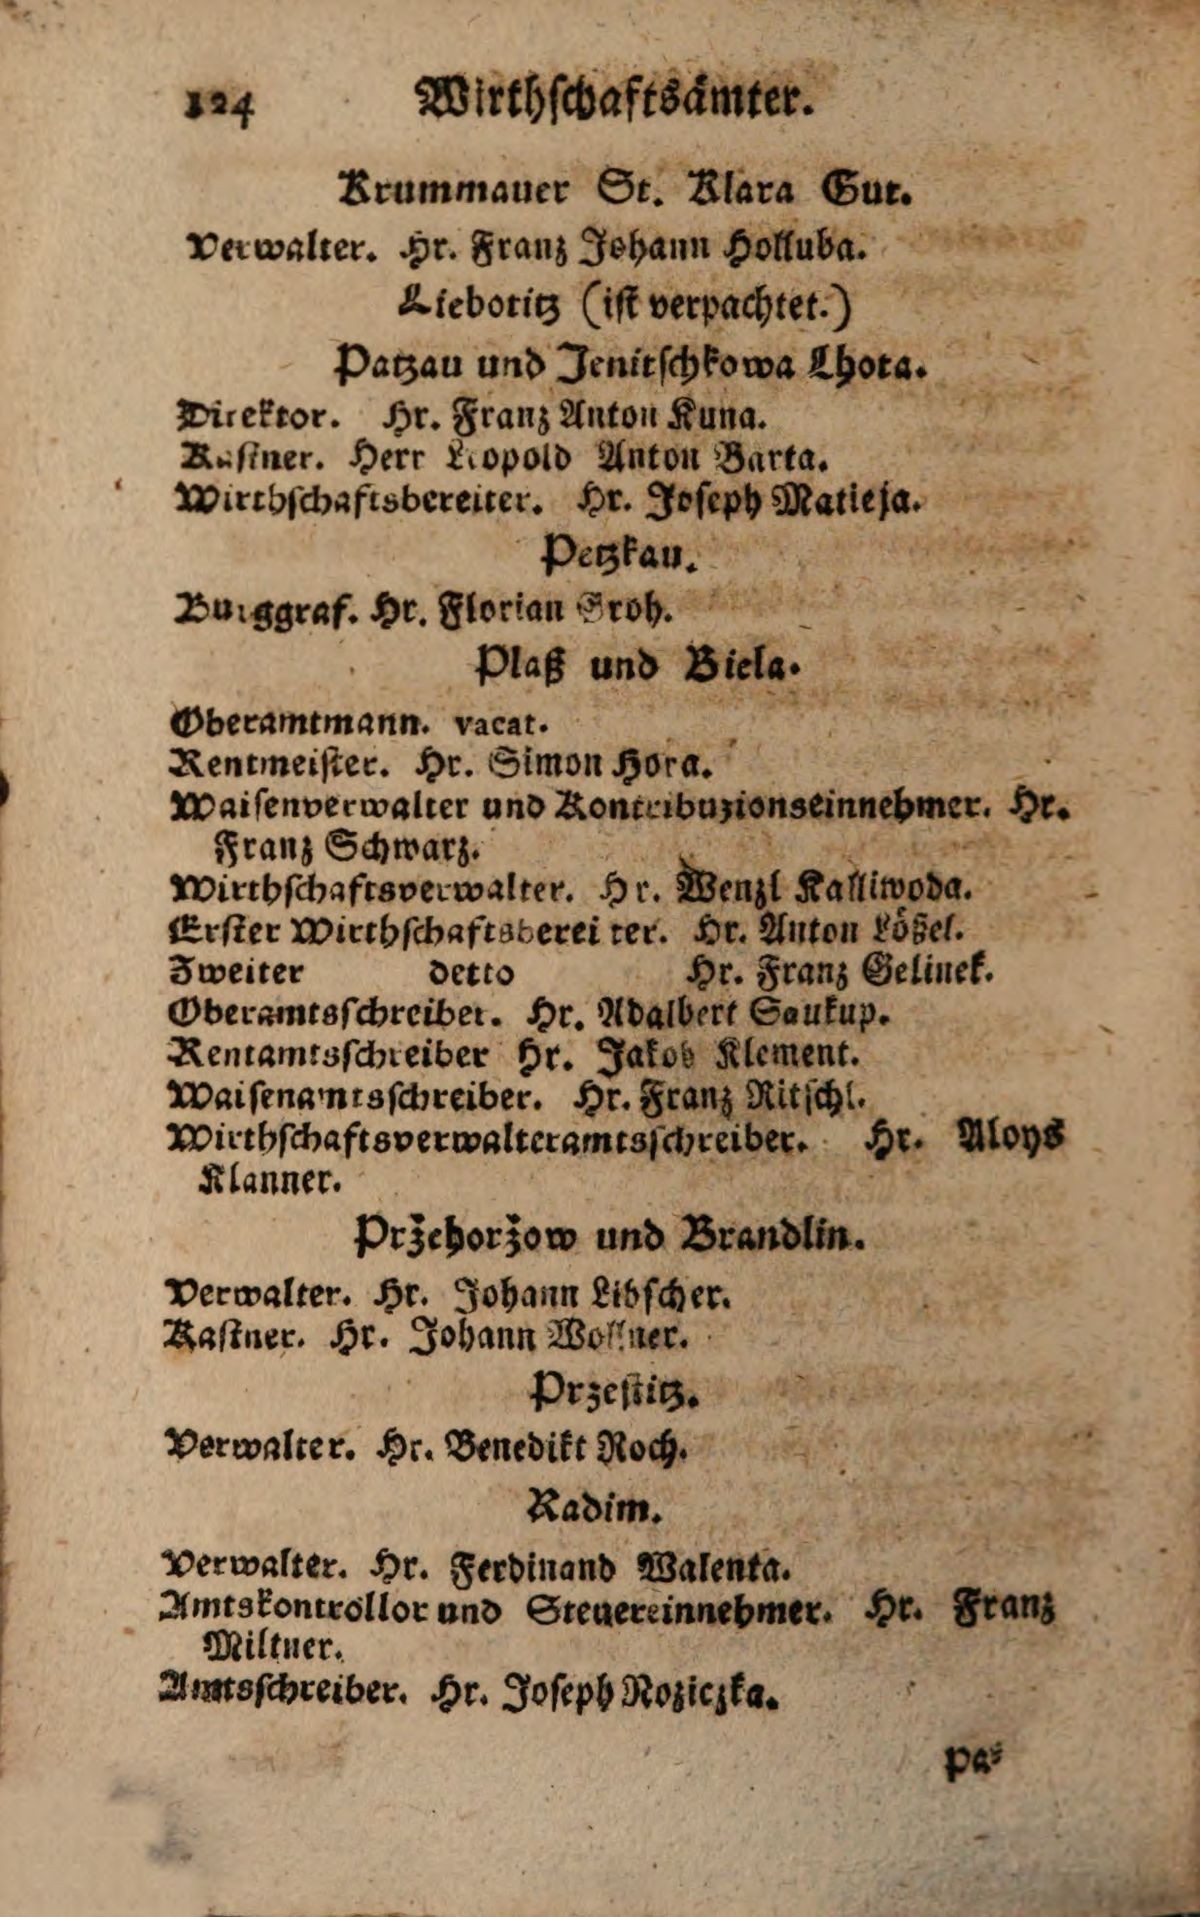 124 Wirthschaftsämter.
Krummauer St. Klara Gut.
Verwalter. Hr. Franz Johann Holluba.
Liebotitz (ist verpachtet.)
Patzau und Jenitschkowa Lhota.
Direktor. Hr. Franz Anton Kuna.
Kastner. Herr Leopold Anton Barta.
Wirthschaftsbereiter. Hr. Joseph Matieja.
Petzkau.
Burggraf. Hr. Florian Groh.
Plaß und Biela.
Oberamtmann. vacat.
Rentmeister. Hr. Simon Hora.
Waisenverwalter und Kontribuzionseinnehmer. Hr.
Franz Schwarz.
Wirthschaftsverwalter. Hr. Wenzl Kalliwoda.
Erster Wirthschaftsbereiter. Hr. Anton Lößel.
Zweiter detto Hr. Franz Gelinek.
Oberamtsschreiber. Hr. Adalbert Saukup.
Rentamtsschreiber Hr. Jakob Klement.
Waisenamtsschreiber. Hr. Franz Ritschl.
Wirthschaftsverwalteramtsschreiber. Hr. Aloys
Klanner.
Pržehoržow und Brandlin.
Verwalter. Hr. Johann Libscher.
Kastner. Hr. Johann Wollner.
Przestitz.
Verwalter. Hr. Benedikt Roch.
Radim.
Verwalter. Hr. Ferdinand Walenta.
Amtskontrollor und Steuereinnehmer. Hr. Franz
Miltner.
Amtsschreiber. Hr. Joseph Roziczka.
Pa-